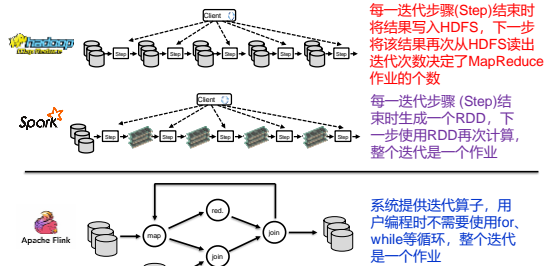 Client
每一迭代步骤(Step)结束时
将结果写入HDFS，下一步
将该结果再次从HDFS读出
迭代次数决定了MapReduce
作业的个数
hadoop
Step Step Step Step Step
Client
每一迭代步骤 (Step)结
束时生成一个RDD，下
一步使用RDD再次计算，
整个迭代是一个作业
Spark
Step Step Step Step Step
系统提供迭代算子，用
户编程时不需要使用for、
while等循环，整个迭代
是一个作业
red.
map
join
join
Apache Flink